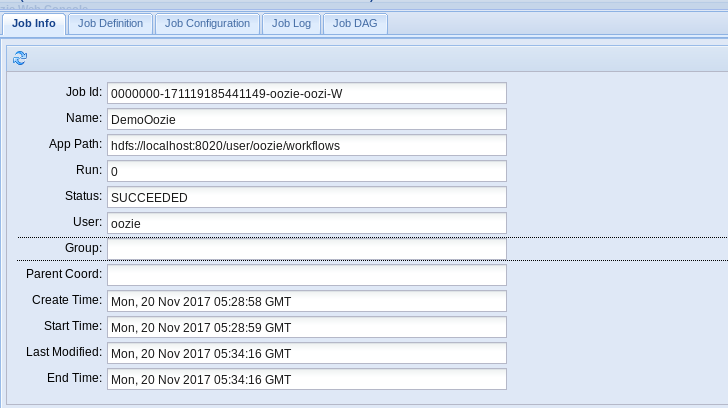 Job Info Job Definition Job Configuration Job Log Job DAG
Job Id: 0000000-171119185441149-oozie-oozi-W
Name: DemoOozie
App Path: hdfs://localhost:8020/user/oozie/workflows
Run: 0
Status: SUCCEEDED
User: oozie
Group:
Parent Coord:
Create Time: Mon, 20 Nov 2017 05:28:58 GMT
Start Time: Mon, 20 Nov 2017 05:28:59 GMT
Last Modified: Mon, 20 Nov 2017 05:34:16 GMT
End Time: Mon, 20 Nov 2017 05:34:16 GMT